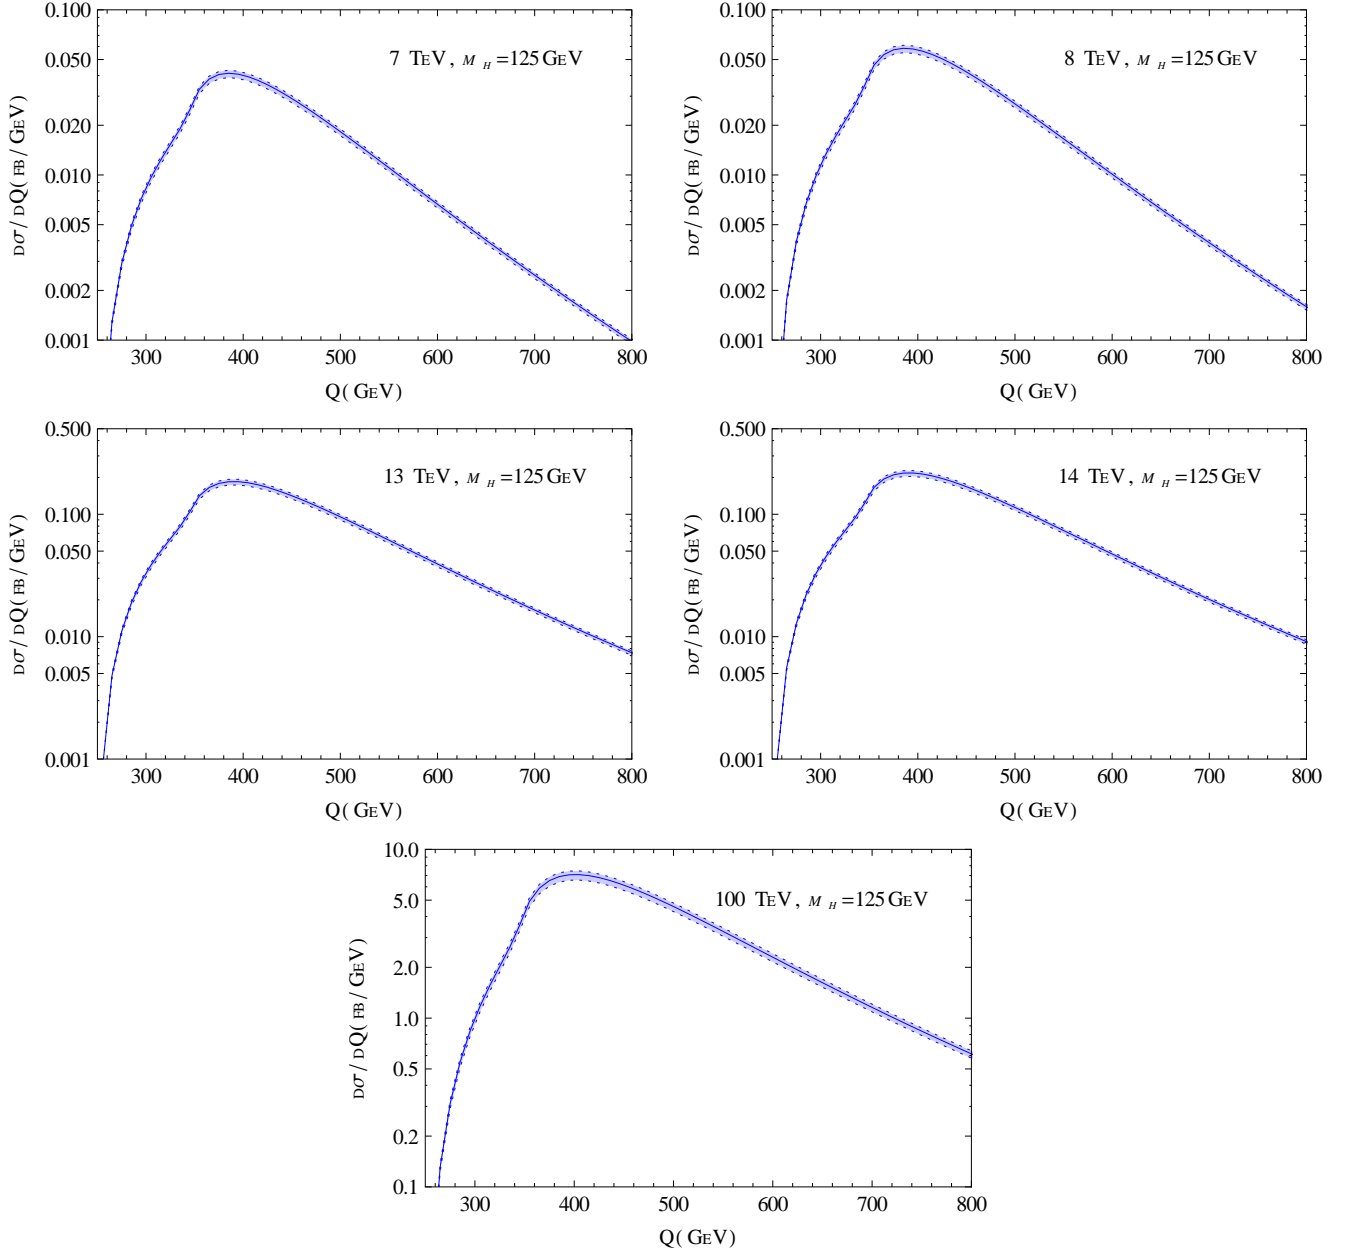 0.100
0.050
0.020
0.010
0.005
0.002
0.001
7 TEV, M H =125 GEV
Dσ/DQ( FB/GEV)
300 400 500 600 700 800
Q( GEV)
0.100
0.050
0.020
0.010
0.005
0.002
0.001
8 TEV, M H =125 GEV
Dσ/DQ( FB/GEV)
300 400 500 600 700 800
Q( GEV)
0.500
0.100
0.050
0.010
0.005
0.001
13 TEV, M H =125 GEV
Dσ/DQ( FB/GEV)
300 400 500 600 700 800
Q( GEV)
0.500
0.100
0.050
0.010
0.005
0.001
14 TEV, M H =125 GEV
Dσ/DQ( FB/GEV)
300 400 500 600 700 800
Q( GEV)
10.0
5.0
2.0
1.0
0.5
0.2
0.1
100 TEV, M H =125 GEV
Dσ/DQ( FB/GEV)
300 400 500 600 700 800
Q( GEV)